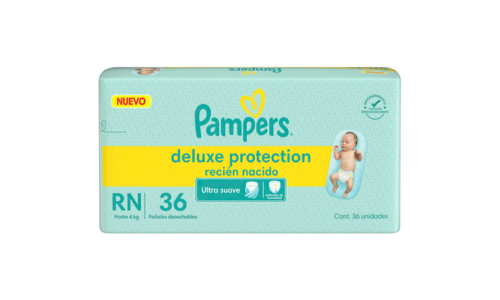 NUEVO
Pampers
deluxe protection
recién nacido
Ultra suave
RN 36
Hasta 4 kg
Pañales desechables
Cont. 36 unidades